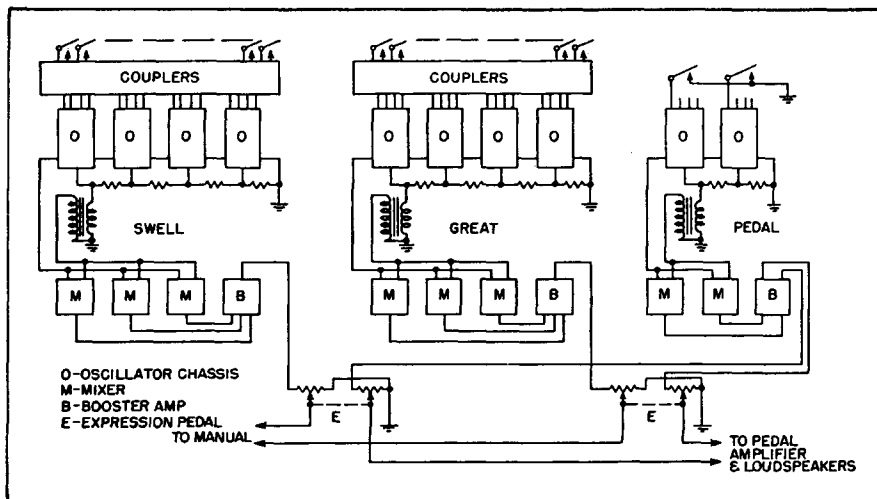 COUPLERS
COUPLERS
O O O O
O O O O
O O
SWELL
GREAT
PEDAL
M M M B
M M M B
M M B
O-OSCILLATOR CHASSIS
M-MIXER
B-BOOSTER AMP
E-EXPRESSION PEDAL
TO MANUAL
E
E
TO PEDAL
AMPLIFIER
& LOUDSPEAKERS